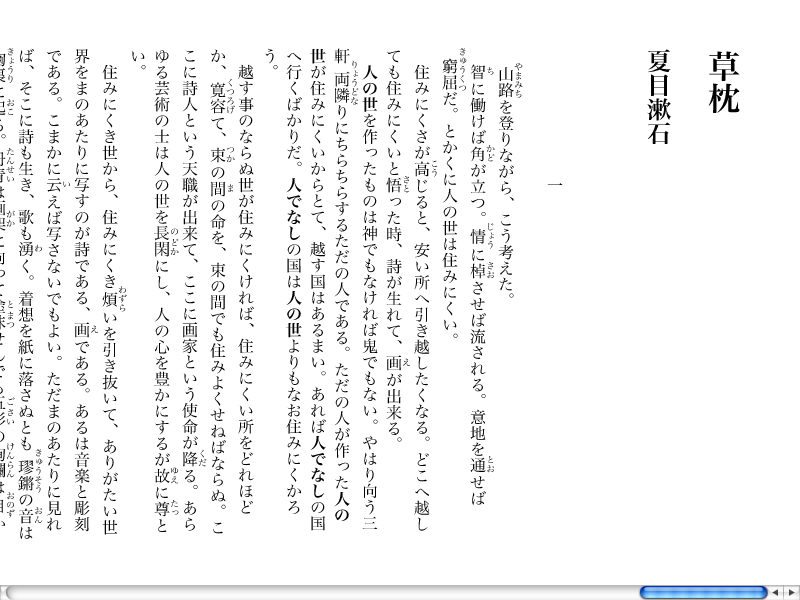 草枕
夏目漱石
一
山路を登りながら、こう考えた。
智に働けば角が立つ。情に棹させば流される。意地を通せば
窮屈だ。とかくに人の世は住みにくい。
住みにくさが高じると、安い所へ引き越したくなる。どこへ越し
ても住みにくいと悟った時、詩が生れて、画が出来る。
人の世を作ったものは神でもなければ鬼でもない。やはり向う三
軒両隣りにちらちらするただの人である。ただの人が作った人の
世が住みにくいからとて、越す国はあるまい。あれば人でなしの国
へ行くばかりだ。人でなしの国は人の世よりもなお住みにくかろ
う。
越す事のならぬ世が住みにくければ、住みにくい所をどれほど
か、寛容て、束の間の命を、束の間でも住みよくせねばならぬ。こ
こに詩人という天職が出来て、ここに画家という使命が降る。あら
ゆる芸術の士は人の世を長閑にし、人の心を豊かにするが故に尊と
い。
住みにくき世から、住みにくき煩いを引き抜いて、ありがたい世
界をまのあたりに写すのが詩である、画である。あるは音楽と彫刻
である。こまかに云えば写さないでもよい。ただまのあたりに見れ
ば、そこに詩も生き、歌も湧く。着想を紙に落さぬとも璆鏘の音は